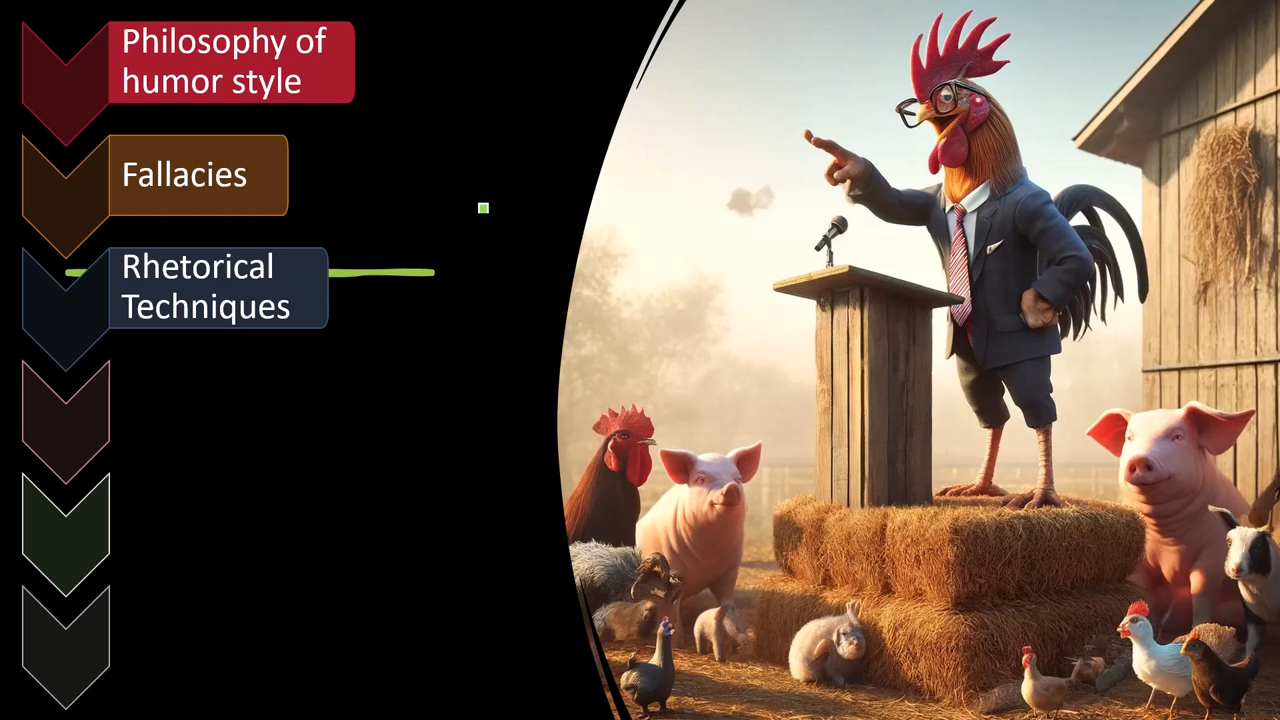 Philosophy of
humor style
Fallacies
Rhetorical
Techniques